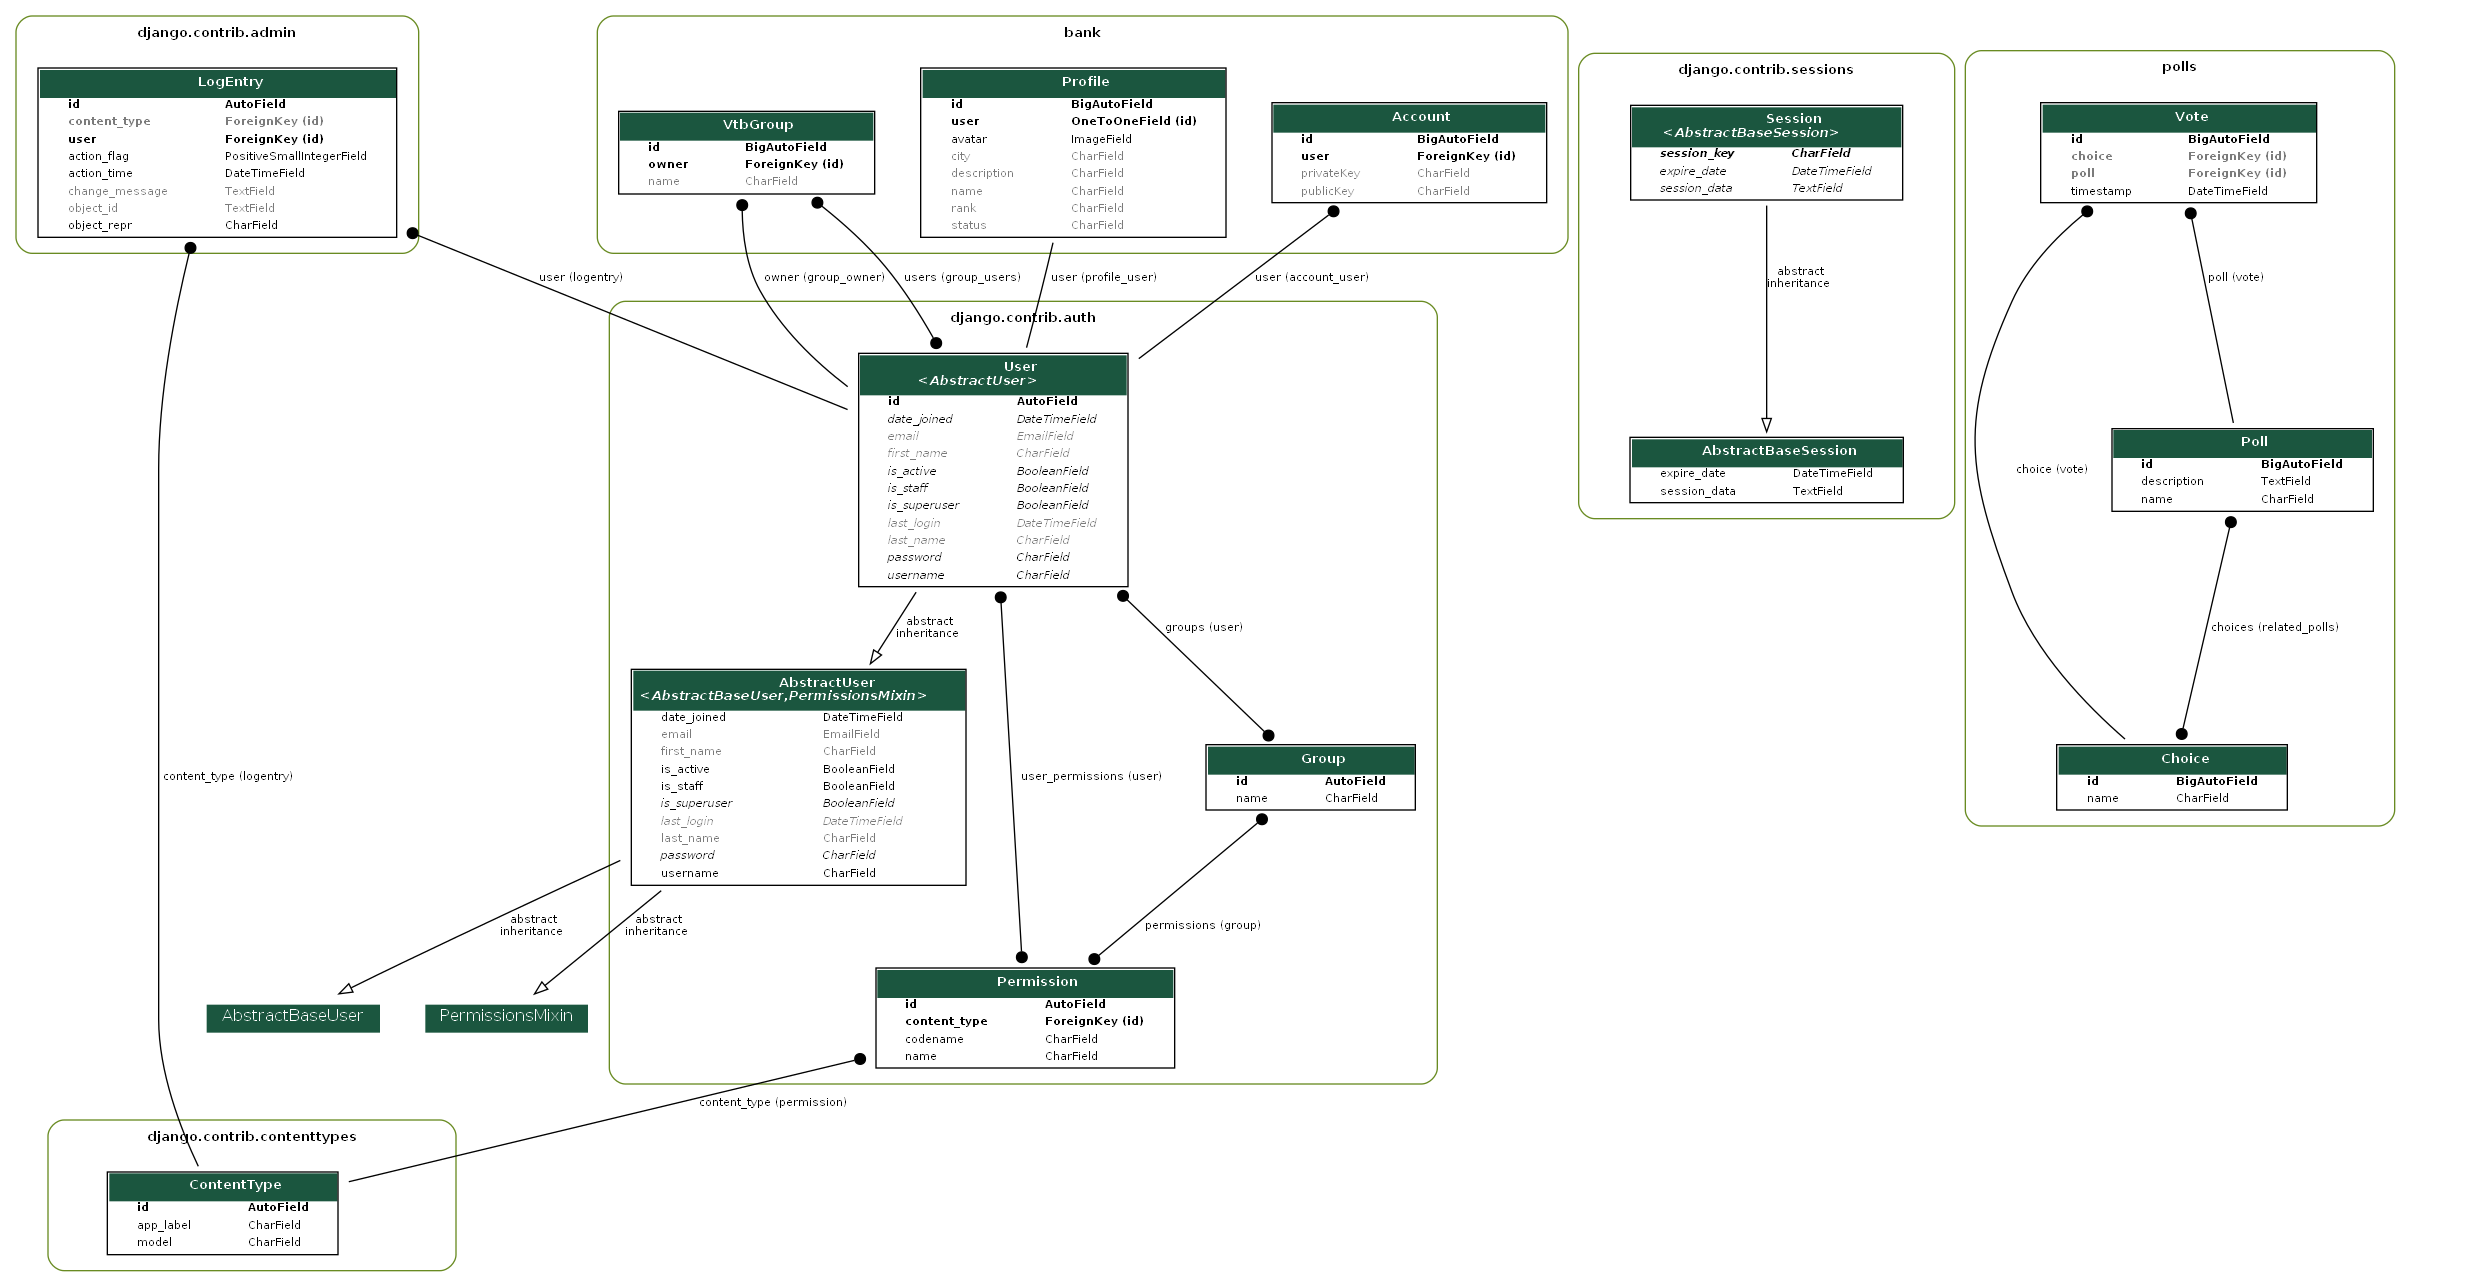 django.contrib.admin
LogEntry
id AutoField
content_type ForeignKey (id)
user ForeignKey (id)
action_flag PositiveSmallIntegerField
action_time DateTimeField
change_message TextField
object_id TextField
object_repr CharField
bank
VtbGroup
id BigAutoField
owner ForeignKey (id)
name CharField
Profile
id BigAutoField
user OneToOneField (id)
avatar ImageField
city CharField
description CharField
name CharField
rank CharField
status CharField
Account
id BigAutoField
user ForeignKey (id)
privateKey CharField
publicKey CharField
django.contrib.sessions
Session
<AbstractBaseSession>
session_key CharField
expire_date DateTimeField
session_data TextField
abstract
inheritance
AbstractBaseSession
expire_date DateTimeField
session_data TextField
polls
Vote
id BigAutoField
choice ForeignKey (id)
poll ForeignKey (id)
timestamp DateTimeField
poll (vote)
choice (vote)
Poll
id BigAutoField
description TextField
name CharField
choices (related_polls)
Choice
id BigAutoField
name CharField
user (logentry)
owner (group_owner)
users (group_users)
user (profile_user)
user (account_user)
django.contrib.auth
User
<AbstractUser>
id AutoField
date_joined DateTimeField
email EmailField
first_name CharField
is_active BooleanField
is_staff BooleanField
is_superuser BooleanField
last_login DateTimeField
last_name CharField
password CharField
username CharField
abstract
inheritance
groups (user)
AbstractUser
<AbstractBaseUser,PermissionsMixin>
date_joined DateTimeField
email EmailField
first_name CharField
is_active BooleanField
is_staff BooleanField
is_superuser BooleanField
last_login DateTimeField
last_name CharField
password CharField
username CharField
user_permissions (user)
Group
id AutoField
name CharField
content_type (logentry)
abstract
inheritance
abstract
inheritance
permissions (group)
AbstractBaseUser
PermissionsMixin
Permission
id AutoField
content_type ForeignKey (id)
codename CharField
name CharField
content_type (permission)
django.contrib.contenttypes
ContentType
id AutoField
app_label CharField
model CharField